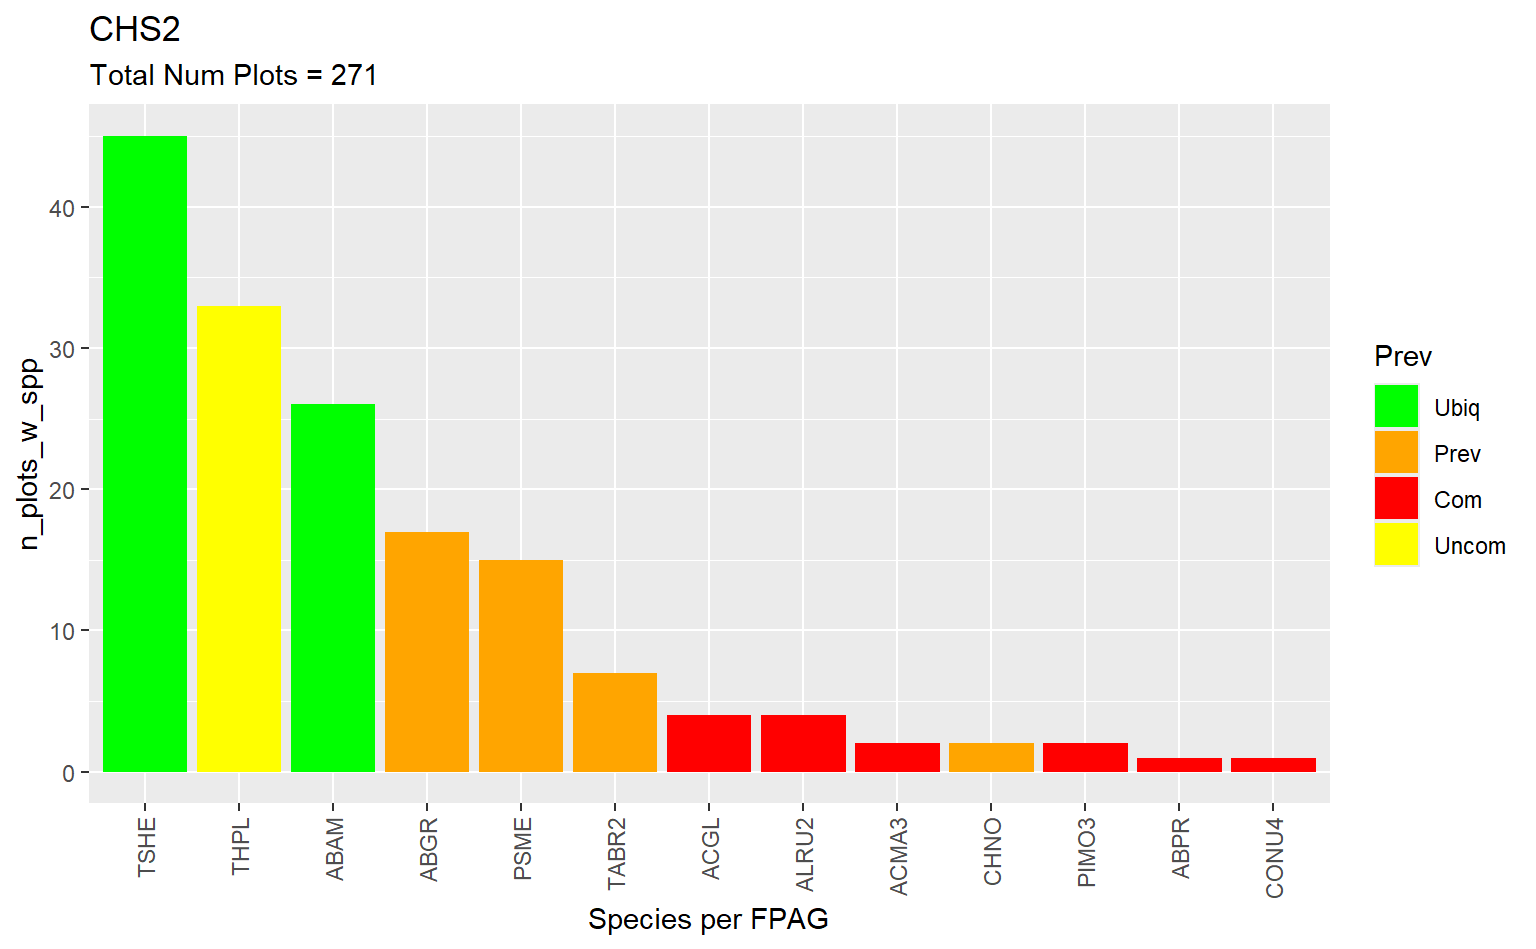 CHS2
Total Num Plots = 271
n_plots_w_spp
40
30
20
10
0
TSHE
THPL
ABAM
ABGR
PSME
TABR2
ACGL
ALRU2
ACMA3
CHNO
PIMO3
ABPR
CONU4
Species per FPAG
Prev
Ubiq
Prev
Com
Uncom